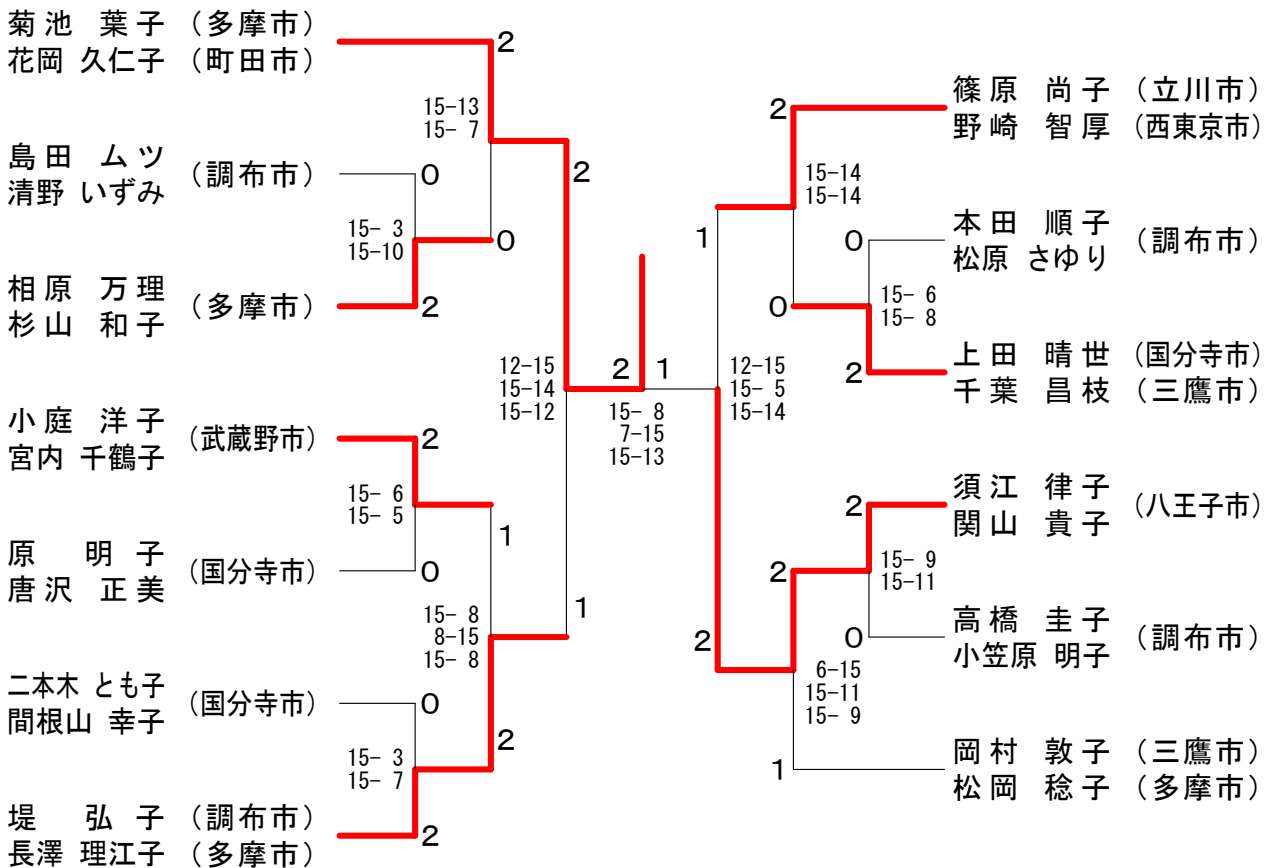 菊池 葉子 (多摩市)
花岡 久仁子 (町田市)
2
15-13
15- 7
島田 ムツ
清野 いずみ
(調布市)
0
15- 3
15-10
0
相原 万理
杉山 和子
(多摩市)
2
2
12-15
15-14
15-12
小庭 洋子
宮内 千鶴子
(武蔵野市)
2
15- 6
15- 5
1
原 明子
唐沢 正美
(国分寺市)
0
15- 8
8-15
15- 8
1
二本木 とも子
間根山 幸子
(国分寺市)
0
15- 3
15- 7
2
堤 弘子 (調布市)
長澤 理江子 (多摩市)
2
2
1
15- 8
7-15
15-13
篠原 尚子 (立川市)
野崎 智厚 (西東京市)
2
15-14
15-14
1
本田 順子
松原 さゆり
(調布市)
0
15- 6
15- 8
0
上田 晴世 (国分寺市)
千葉 昌枝 (三鷹市)
2
12-15
15- 5
15-14
須江 律子
関山 貴子
(八王子市)
2
15- 9
15-11
2
高橋 圭子
小笠原 明子
(調布市)
0
2
6-15
15-11
15- 9
岡村 敦子 (三鷹市)
松岡 稔子 (多摩市)
1